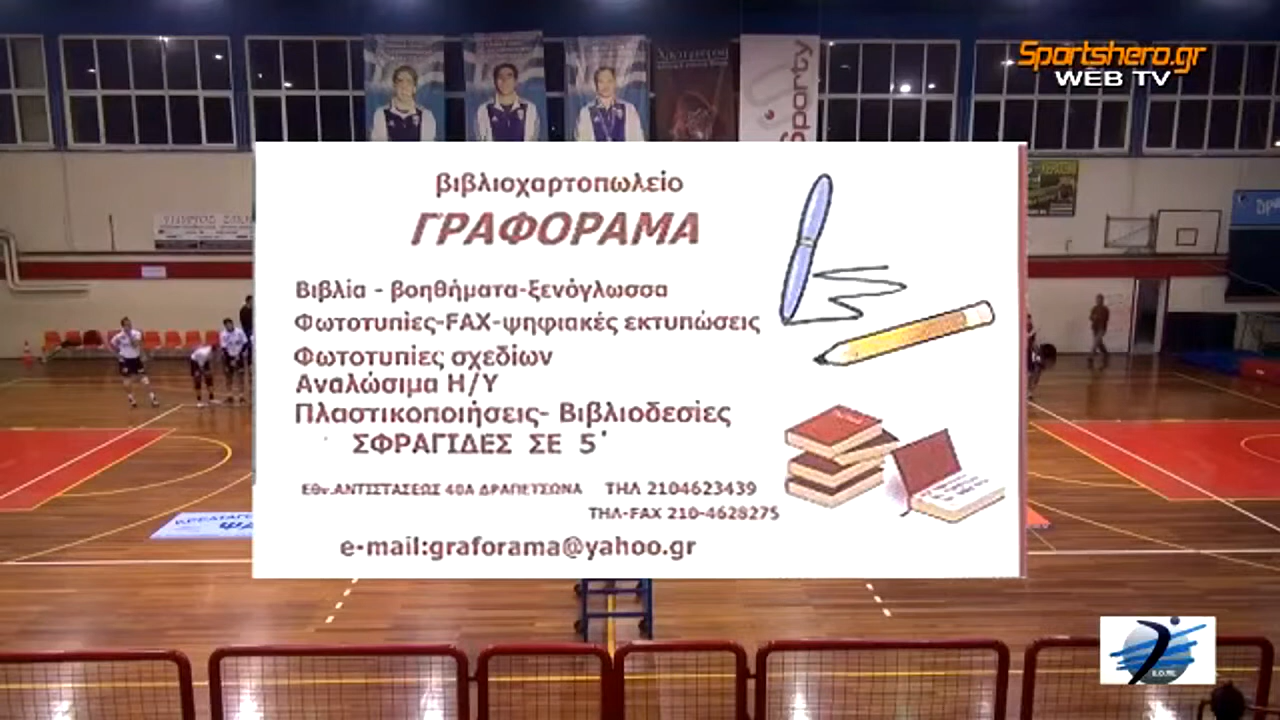 Sportshero.gr
WEB TV
Sporty
βιβλιοχαρτοπωλείο
ΓΡΑΦΟΡΑΜΑ
Βιβλία - βοηθήματα-ξενόγλωσσα
Φωτοτυπίες-FAX-ψηφιακές εκτυπώσεις
Φωτοτυπίες σχεδίων
Αναλώσιμα Η/Υ
Πλαστικοποιήσεις- Βιβλιοδεσίες
ΣΦΡΑΓΙΔΕΣ ΣΕ 5΄
Εθν.ΑΝΤΙΣΤΑΣΕΩΣ 40Α ΔΡΑΠΕΤΣΩΝΑ ΤΗΛ 2104623439
ΤΗΛ-FAX 210-4628275
e-mail:graforama@yahoo.gr